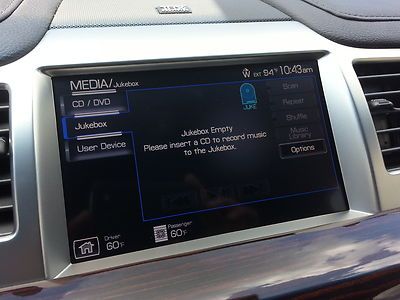 MEDIA/Jukebox
EXT 94°F 10:43am
CD / DVD
Jukebox
User Device
JUKE
Scan
Repeat
Shuffle
Music
Library
Options
Jukebox Empty
Please insert a CD to record music
to the Jukebox.
Driver
60°F
Passenger
60°F